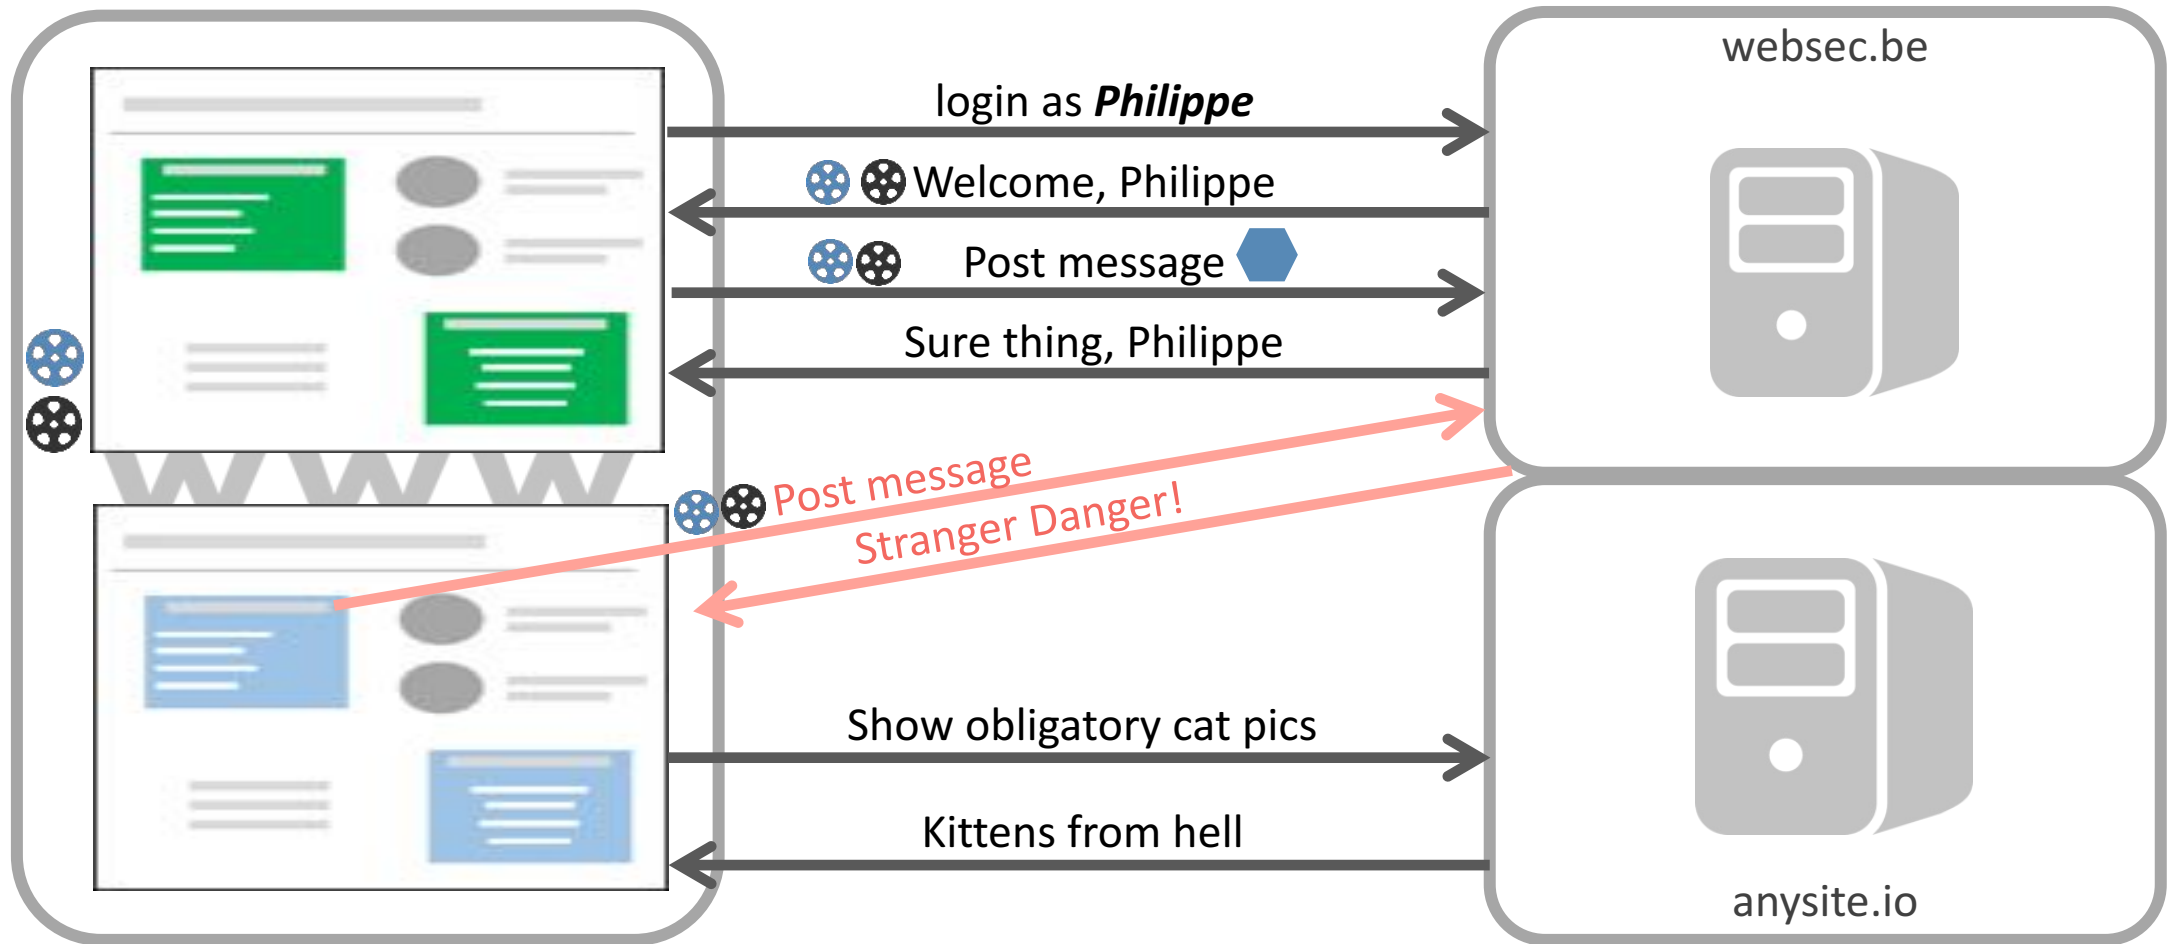 websec.be
login as Philippe
Welcome, Philippe
Post message
Sure thing, Philippe
www
Post message
Stranger Danger!
Show obligatory cat pics
Kittens from hell
anysite.io